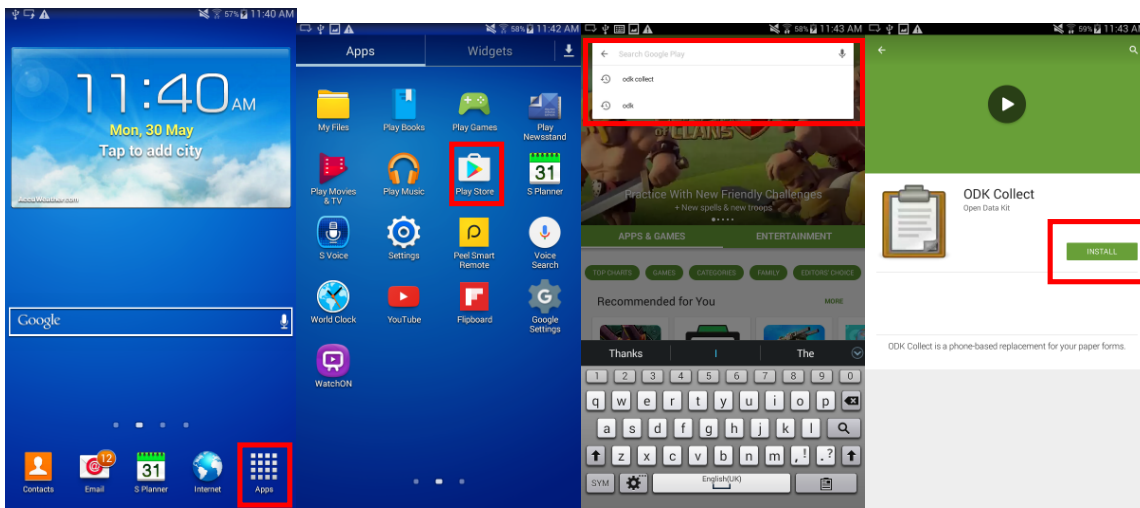 11:40 AM
11:40 AM
Mon, 30 May
Tap to add city
AccuWeather.com
Google
12
31
Contacts
Email
S Planner
Internet
Apps
58% 11:42 AM
Apps
Widgets
My Files
Play Books
Play Games
Play Newsstand
31
Play Movies & TV
Play Music
Play Store
S Planner
S Voice
Settings
Peel Smart Remote
Voice Search
World Clock
YouTube
Flipboard
Google Settings
WatchON
58% 11:43 AM
Search Google Play
odk collect
odk
OF CLANS
Practice With New Friendly Challenges
+ New spells & new troops
APPS & GAMES
ENTERTAINMENT
TOP CHARTS
GAMES
CATEGORIES
FAMILY
EDITORS' CHOICE
Recommended for You
MORE
Thanks
I
The
1 2 3 4 5 6 7 8 9 0
q w e r t y u i o p
a s d f g h j k l
z x c v b n m ,! .?
SYM
English(UK)
59% 11:43 AM
ODK Collect
Open Data Kit
INSTALL
ODK Collect is a phone-based replacement for your paper forms.